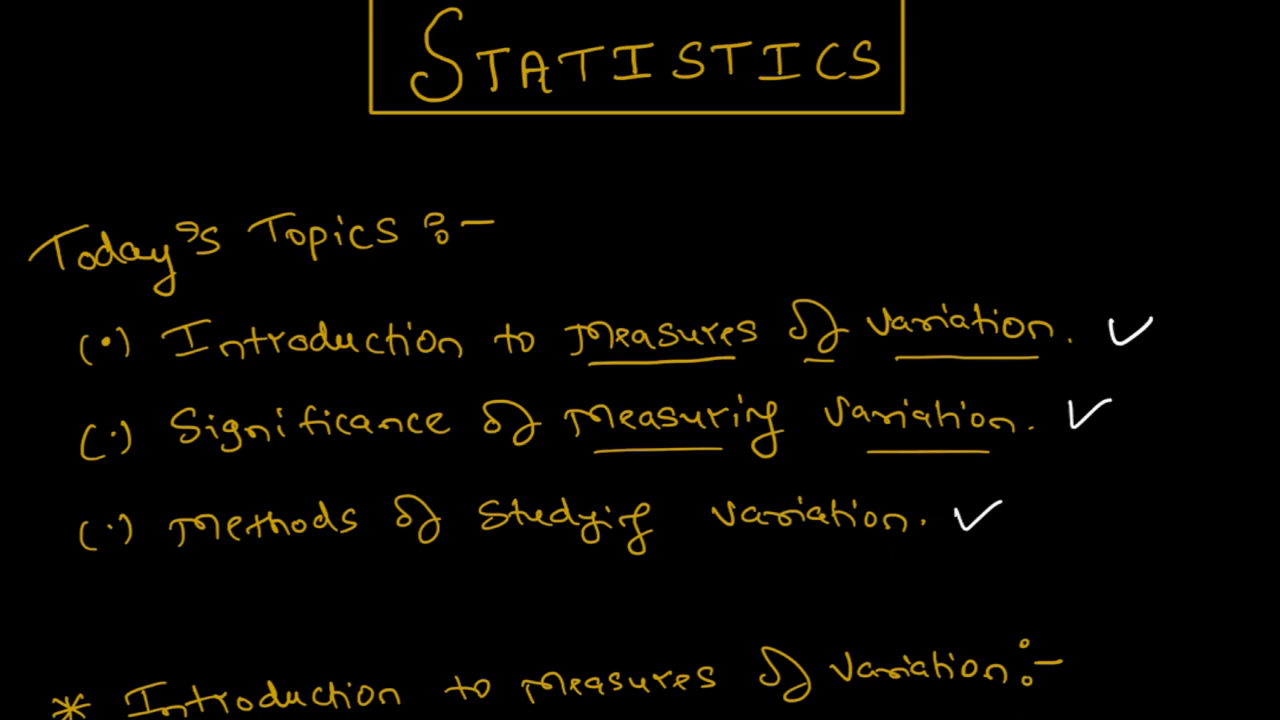 STATISTICS
Today's Topics :-
(•) Introduction to Measures of variation. ✓
(•) Significance of Measuring variation. ✓
(•) Methods of Studying variation. ✓
* Introduction to Measures of variation :-